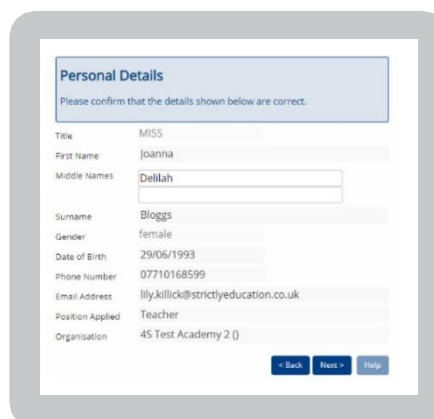 Personal Details
Please confirm that the details shown below are correct.
Title MISS
First Name Joanna
Middle Names Delilah
Surname Bloggs
Gender female
Date of Birth 29/06/1993
Phone Number 07710168599
Email Address lily.killick@strictlyeducation.co.uk
Position Applied Teacher
Organisation 4S Test Academy 2 ()
< Back Next > Help